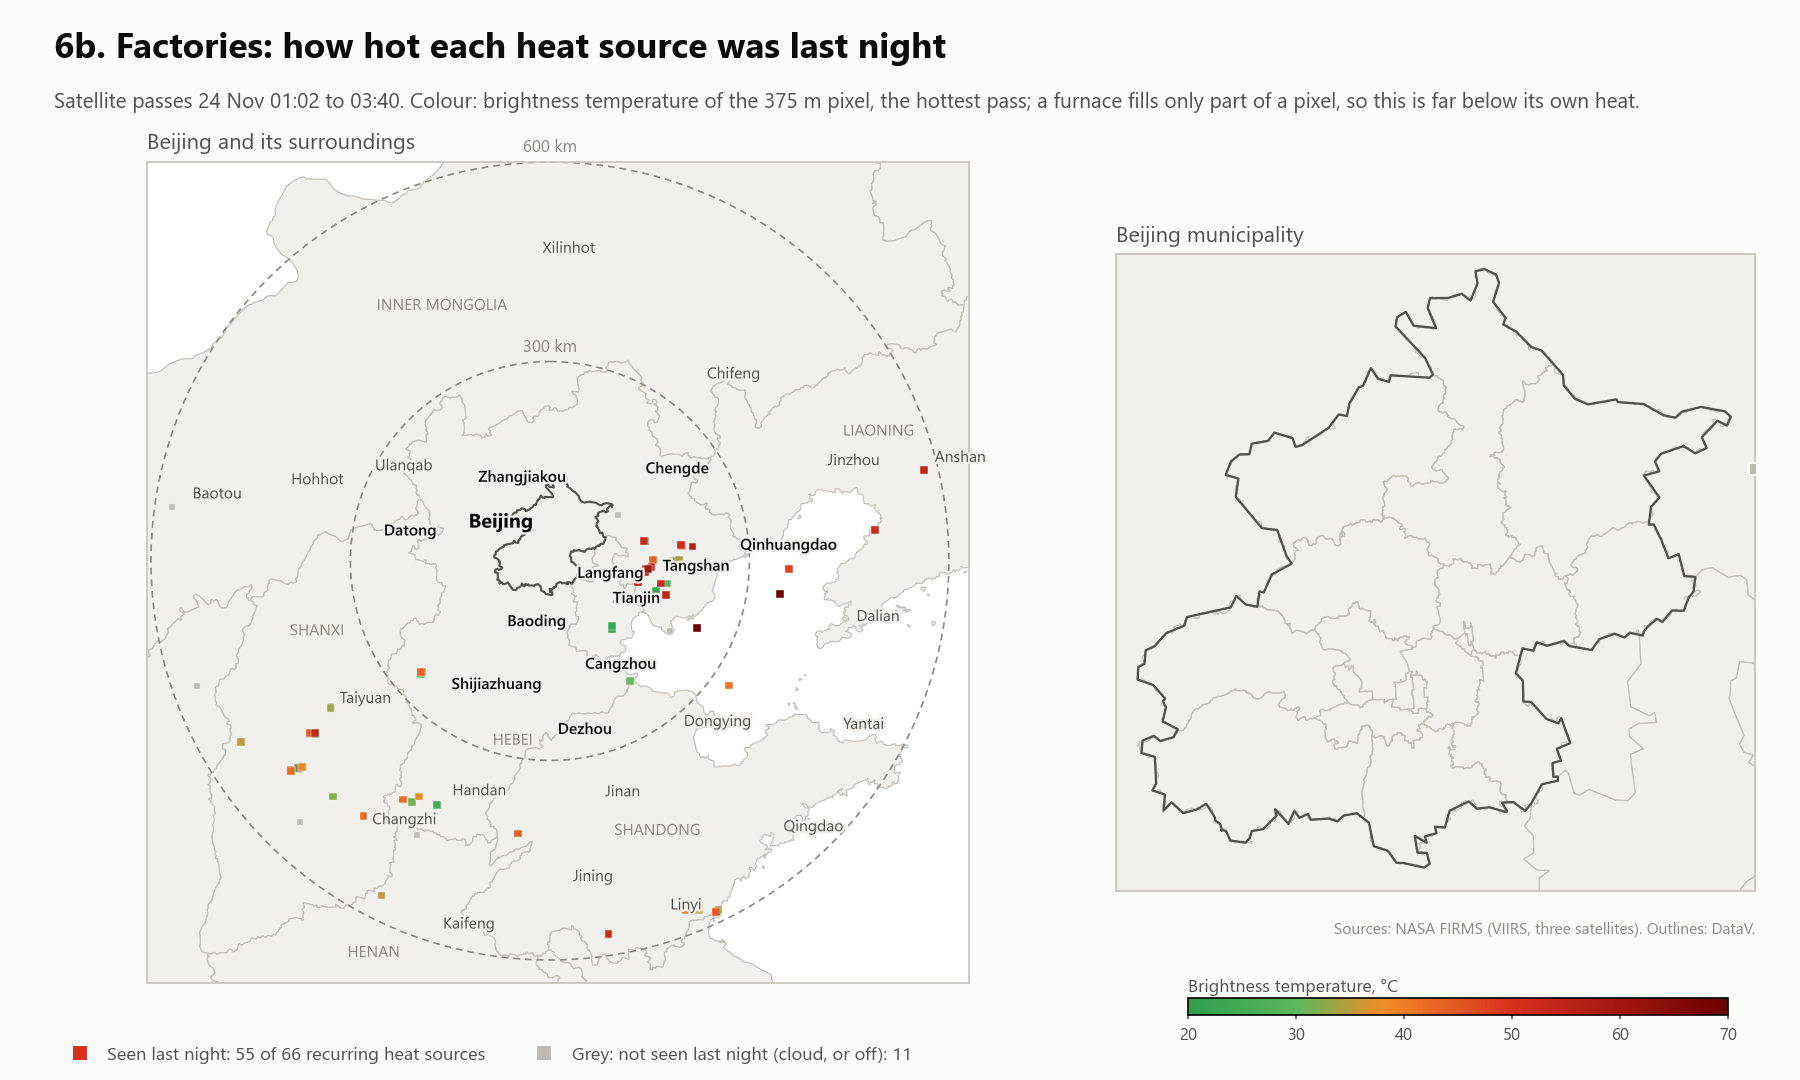 6b. Factories: how hot each heat source was last night
Satellite passes 24 Nov 01:02 to 03:40. Colour: brightness temperature of the 375 m pixel, the hottest pass; a furnace fills only part of a pixel, so this is far below its own heat.
Beijing and its surroundings
600 km
Xilinhot
INNER MONGOLIA
300 km
Chifeng
LIAONING
Jinzhou
Anshan
Ulanqab
Zhangjiakou
Chengde
Hohhot
Baotou
Beijing
Datong
Qinhuangdao
Langfang
Tangshan
Tianjin
Dalian
Baoding
SHANXI
Cangzhou
Shijiazhuang
Taiyuan
Dongying
Yantai
Dezhou
HEBEI
Handan
Jinan
Changzhi
SHANDONG
Qingdao
Jining
Linyi
Kaifeng
HENAN
Beijing municipality
Sources: NASA FIRMS (VIIRS, three satellites). Outlines: DataV.
Brightness temperature, °C
20 30 40 50 60 70
Seen last night: 55 of 66 recurring heat sources
Grey: not seen last night (cloud, or off): 11